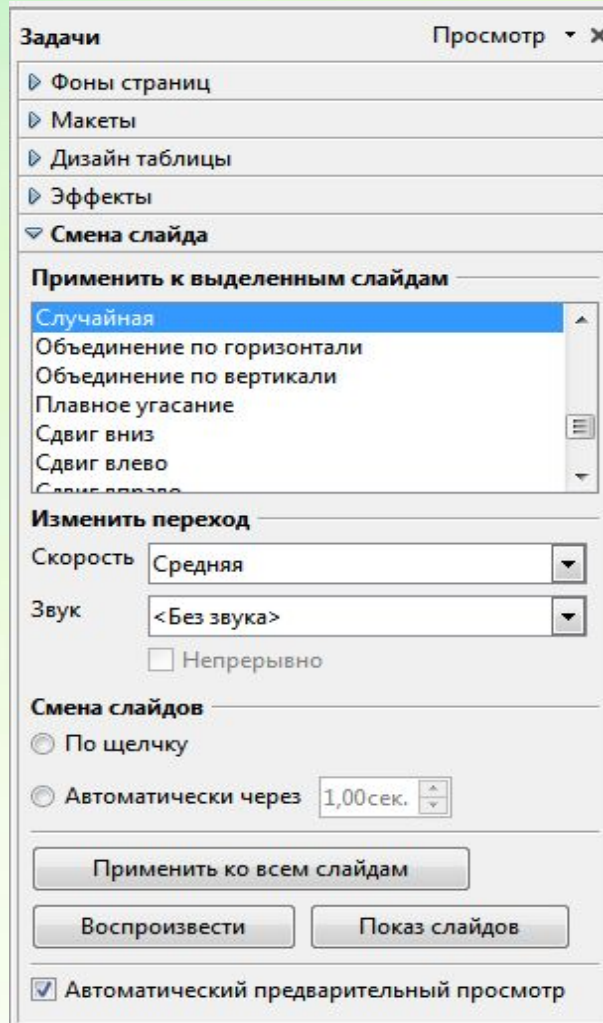 Задачи Просмотр
Фоны страниц
Макеты
Дизайн таблицы
Эффекты
Смена слайда
Применить к выделенным слайдам
Случайная
Объединение по горизонтали
Объединение по вертикали
Плавное угасание
Сдвиг вниз
Сдвиг влево
Сдвиг вправо
Изменить переход
Скорость Средняя
Звук <Без звука>
Непрерывно
Смена слайдов
По щелчку
Автоматически через 1,00сек.
Применить ко всем слайдам
Воспроизвести Показ слайдов
Автоматический предварительный просмотр